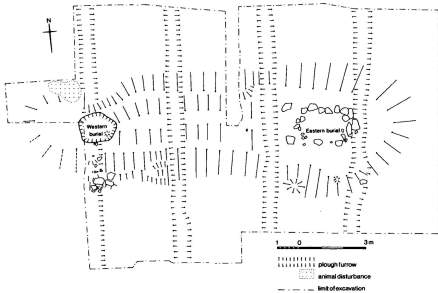 N
Western
burial
Eastern burial
1 0 3m
plough furrow
animal disturbance
limit of excavation